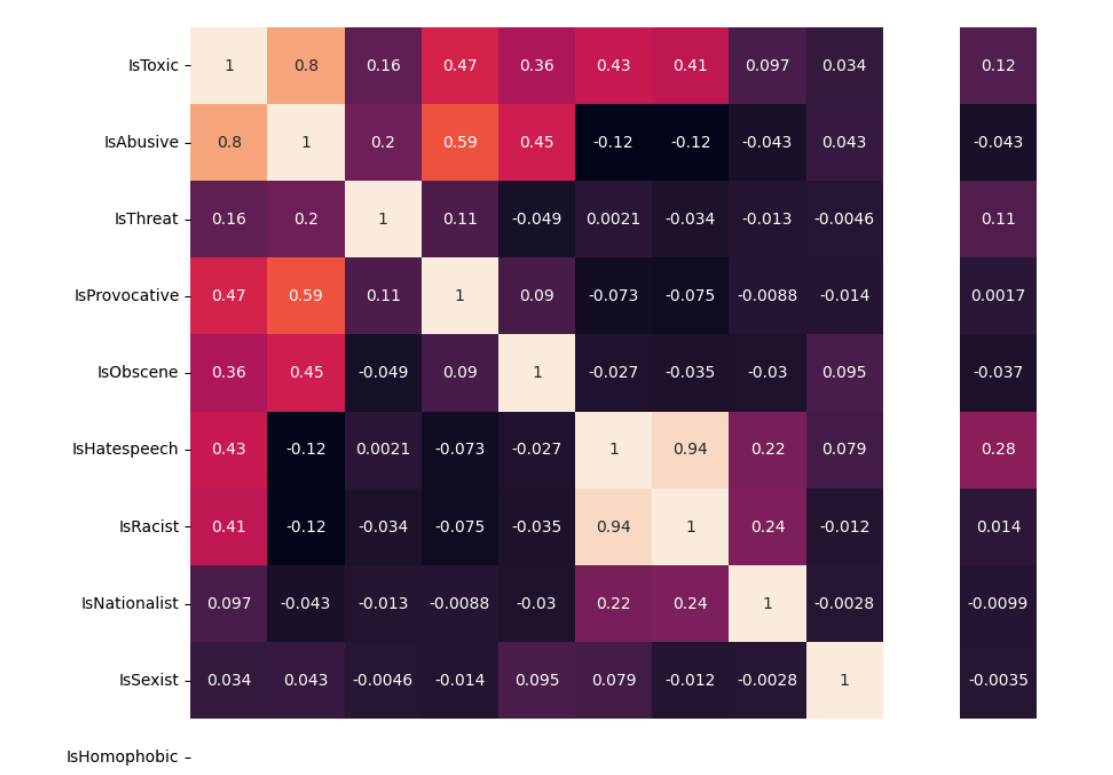 IsToxic 1 0.8 0.16 0.47 0.36 0.43 0.41 0.097 0.034 0.12
IsAbusive 0.8 1 0.2 0.59 0.45 -0.12 -0.12 -0.043 0.043 -0.043
IsThreat 0.16 0.2 1 0.11 -0.049 0.0021 -0.034 -0.013 -0.0046 0.11
IsProvocative 0.47 0.59 0.11 1 0.09 -0.073 -0.075 -0.0088 -0.014 0.0017
IsObscene 0.36 0.45 -0.049 0.09 1 -0.027 -0.035 -0.03 0.095 -0.037
IsHatespeech 0.43 -0.12 0.0021 -0.073 -0.027 1 0.94 0.22 0.079 0.28
IsRacist 0.41 -0.12 -0.034 -0.075 -0.035 0.94 1 0.24 -0.012 0.014
IsNationalist 0.097 -0.043 -0.013 -0.0088 -0.03 0.22 0.24 1 -0.0028 -0.0099
IsSexist 0.034 0.043 -0.0046 -0.014 0.095 0.079 -0.012 -0.0028 1 -0.0035
IsHomophobic